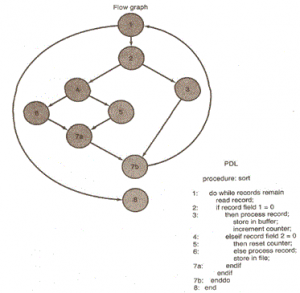 Flow graph
1
2
4
3
6
5
7a
7b
8
PDL
procedure: sort
1: do while records remain
read record;
2: if record field 1 = 0
3: then process record;
store in buffer;
increment counter;
4: elseif record field 2 = 0
5: then reset counter;
6: else process record;
store in file;
7a: endif
endif
7b: enddo
8: end